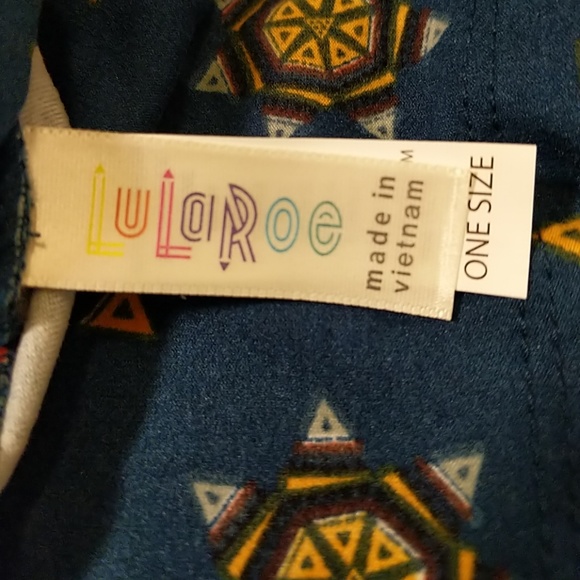 LuLaRoe
made in
vietnam
M
ONE SIZE